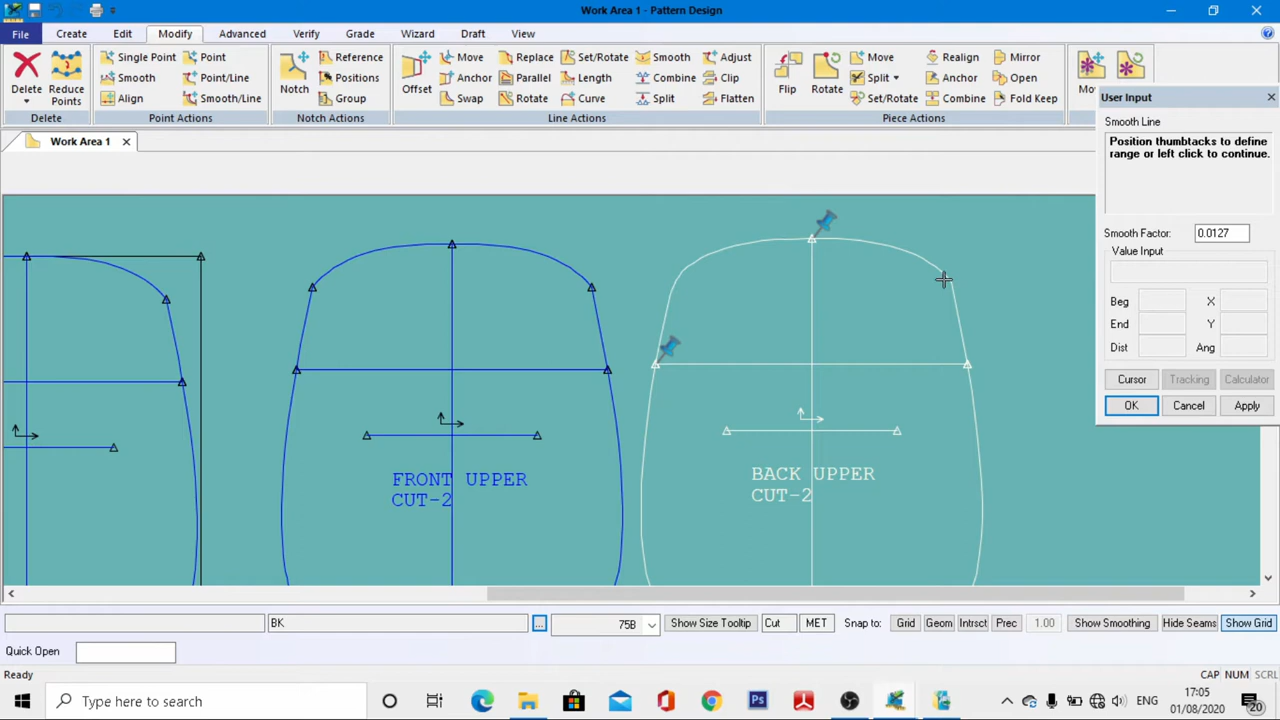 Work Area 1 - Pattern Design
File Create Edit Modify Advanced Verify Grade Wizard Draft View
Single Point Point Reference Move Replace Set/Rotate Smooth Adjust Move Realign Mirror
Delete Reduce Points Smooth Point/Line Notch Positions Offset Anchor Parallel Length Combine Clip Flip Rotate Split Anchor Open
Align Smooth/Line Group Swap Rotate Curve Split Flatten Set/Rotate Combine Fold Keep
Delete Point Actions Notch Actions Line Actions Piece Actions
User Input
Smooth Line
Position thumbtacks to define
range or left click to continue.
Work Area 1
Smooth Factor: 0.0127
Value Input
Beg X
End Y
Dist Ang
Cursor Tracking Calculator
OK Cancel Apply
FRONT UPPER
CUT-2
BACK UPPER
CUT-2
BK ... 75B Show Size Tooltip Cut MET Snap to: Grid Geom Intrsct Prec 1.00 Show Smoothing Hide Seams Show Grid
Quick Open
Ready CAP NUM SCRL
Type here to search ENG 17:05
01/08/2020 20